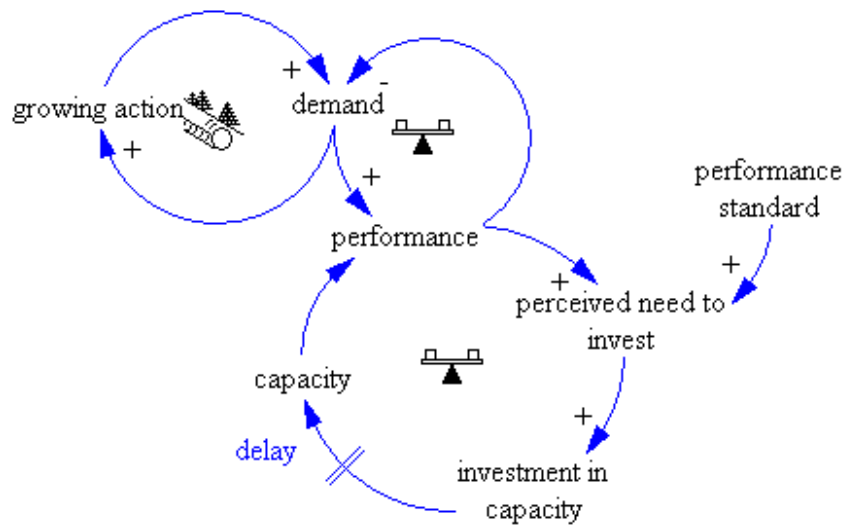 growing action
+
+
demand
-
+
performance
performance
standard
+
+
perceived need to
invest
capacity
+
delay
investment in
capacity